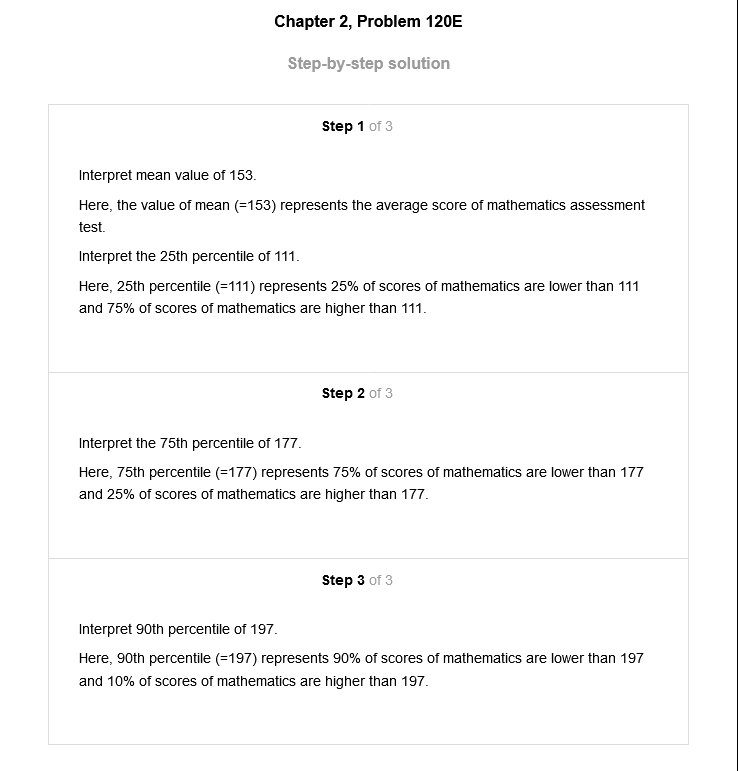 Chapter 2, Problem 120E
Step-by-step solution
Step 1 of 3
Interpret mean value of 153.
Here, the value of mean (=153) represents the average score of mathematics assessment
test.
Interpret the 25th percentile of 111.
Here, 25th percentile (=111) represents 25% of scores of mathematics are lower than 111
and 75% of scores of mathematics are higher than 111.
Step 2 of 3
Interpret the 75th percentile of 177.
Here, 75th percentile (=177) represents 75% of scores of mathematics are lower than 177
and 25% of scores of mathematics are higher than 177.
Step 3 of 3
Interpret 90th percentile of 197.
Here, 90th percentile (=197) represents 90% of scores of mathematics are lower than 197
and 10% of scores of mathematics are higher than 197.